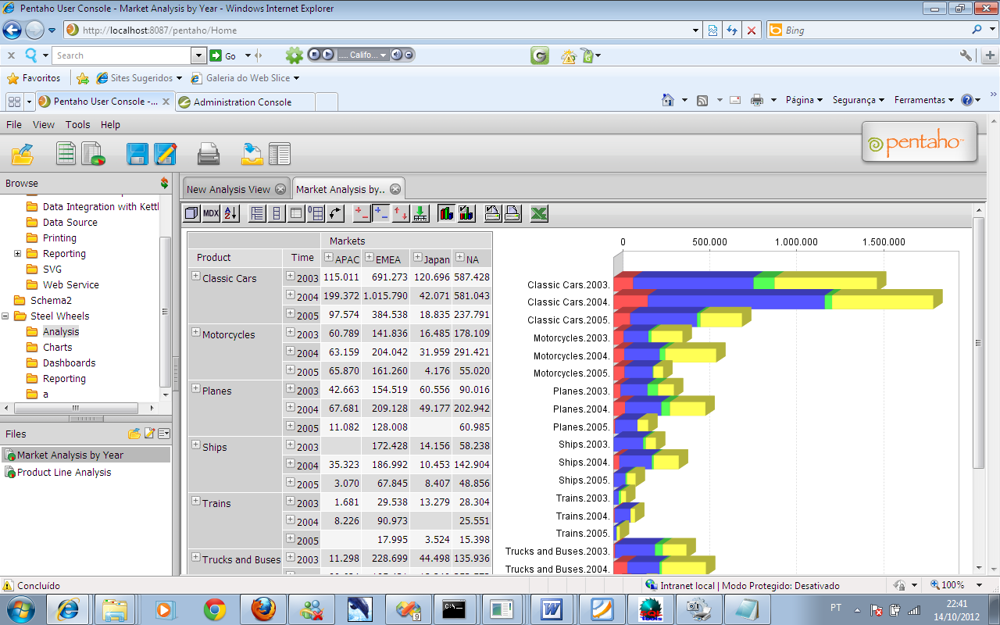 Pentaho User Console - Market Analysis by Year - Windows Internet Explorer
http://localhost:8087/pentaho/Home
Bing
Search
Go
...... Califo...
Favoritos
Sites Sugeridos
Galeria do Web Slice
Pentaho User Console -...
Administration Console
Página
Segurança
Ferramentas
File View Tools Help
pentaho
Browse
Data Integration with Kettl
Data Source
Printing
Reporting
SVG
Web Service
Schema2
Steel Wheels
Analysis
Charts
Dashboards
Reporting
a
Files
Market Analysis by Year
Product Line Analysis
New Analysis View
Market Analysis by..
MDX
Markets
Product Time APAC EMEA Japan NA
Classic Cars 2003 115.011 691.273 120.696 587.428
2004 199.372 1.015.790 42.071 581.043
2005 97.574 384.538 18.835 237.791
Motorcycles 2003 60.789 141.836 16.485 178.109
2004 63.159 204.042 31.959 291.421
2005 65.870 161.260 4.176 55.020
Planes 2003 42.663 154.519 60.556 90.016
2004 67.681 209.128 49.177 202.942
2005 11.082 128.008 60.985
Ships 2003 172.428 14.156 58.238
2004 35.323 186.992 10.453 142.904
2005 3.070 67.845 8.407 48.856
Trains 2003 1.681 29.538 13.279 28.304
2004 8.226 90.973 25.551
2005 17.995 3.524 15.398
Trucks and Buses 2003 11.298 228.699 44.498 135.936
0 500.000 1.000.000 1.500.000
Classic Cars.2003.
Classic Cars.2004.
Classic Cars.2005.
Motorcycles.2003.
Motorcycles.2004.
Motorcycles.2005.
Planes.2003.
Planes.2004.
Planes.2005.
Ships.2003.
Ships.2004.
Ships.2005.
Trains.2003.
Trains.2004.
Trains.2005.
Trucks and Buses.2003.
Trucks and Buses.2004.
Concluído
Intranet local | Modo Protegido: Desativado
100%
PT
22:41
14/10/2012